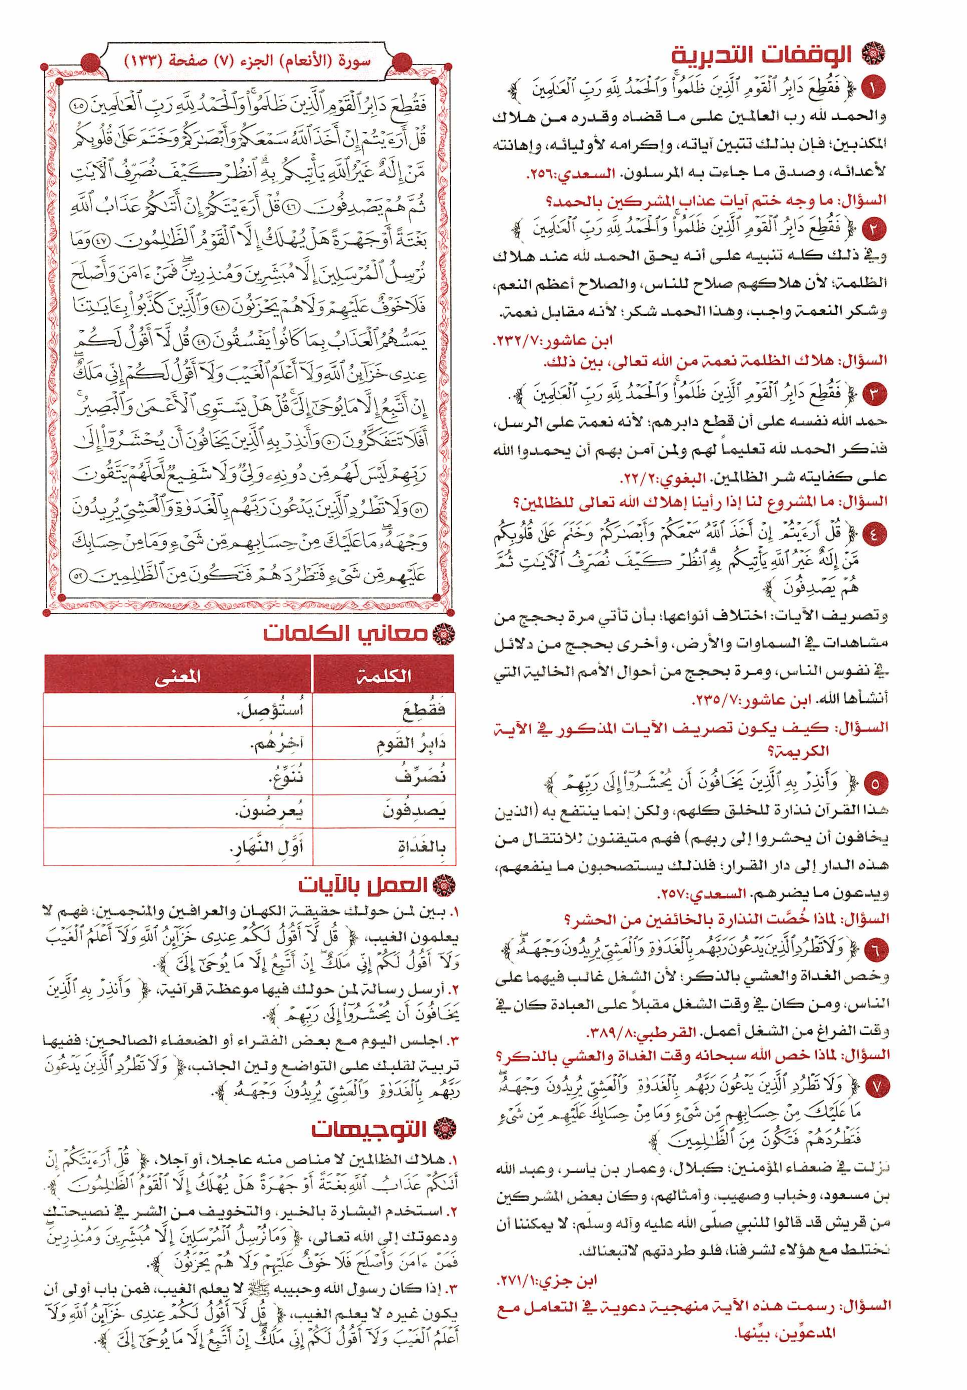 الوقفات التدبرية
١ ﴿ فَقُطِعَ دَابِرُ الْقَوْمِ الَّذِينَ ظَلَمُوا۟ وَالْحَمْدُ لِلَّهِ رَبِّ الْعَالَمِينَ ﴾
والحمد لله رب العالمين على ما قضاه وقدره من هلاك
المكذبين؛ فإن بذلك تتبين آياته، وإكرامه لأوليائه، وإهانته
لأعدائه، وصدق ما جاءت به المرسلون. السعدي:٢٥٦.
السؤال: ما وجه ختم آيات عذاب المشركين بالحمد؟
٢ ﴿ فَقُطِعَ دَابِرُ الْقَوْمِ الَّذِينَ ظَلَمُوا۟ وَالْحَمْدُ لِلَّهِ رَبِّ الْعَالَمِينَ ﴾
وفي ذلك كله تنبيه على أنه يحق الحمد لله عند هلاك
الظلمة؛ لأن هلاكهم صلاح للناس، والصلاح أعظم النعم،
وشكر النعمة واجب، وهذا الحمد شكر؛ لأنه مقابل نعمة.
ابن عاشور:٢٣٢/٧.
السؤال: هلاك الظلمة نعمة من الله تعالى، بين ذلك.
٣ ﴿ فَقُطِعَ دَابِرُ الْقَوْمِ الَّذِينَ ظَلَمُوا۟ وَالْحَمْدُ لِلَّهِ رَبِّ الْعَالَمِينَ ﴾.
حمد الله نفسه على أن قطع دابرهم؛ لأنه نعمة على الرسل،
فذكر الحمد لله تعليماً لهم ولمن آمن بهم أن يحمدوا الله
على كفايته شر الظالمين. البغوي:٢٢/٢.
السؤال: ما المشروع لنا إذا رأينا إهلاك الله تعالى للظالمين؟
٤ ﴿ قُلْ أَرَءَيْتُمْ إِنْ أَخَذَ اللَّهُ سَمْعَكُمْ وَأَبْصَارَكُمْ وَخَتَمَ عَلَىٰ قُلُوبِكُم
مَّنْ إِلَٰهٌ غَيْرُ اللَّهِ يَأْتِيكُم بِهِ ۗ انظُرْ كَيْفَ نُصَرِّفُ الْآيَاتِ ثُمَّ
هُمْ يَصْدِفُونَ ﴾
وتصريف الآيات: اختلاف أنواعها؛ بأن تأتي مرة بحجج من
مشاهدات في السماوات والأرض، وأخرى بحجج من دلائل
في نفوس الناس، ومرة بحجج من أحوال الأمم الخالية التي
أنشأها الله. ابن عاشور:٢٣٥/٧.
السؤال: كيف يكون تصريف الآيات المذكور في الآية
الكريمة؟
٥ ﴿ وَأَنذِرْ بِهِ الَّذِينَ يَخَافُونَ أَن يُحْشَرُوا۟ إِلَىٰ رَبِّهِمْ ﴾
هذا القرآن نذارة للخلق كلهم، ولكن إنما ينتفع به (الذين
يخافون أن يحشروا إلى ربهم) فهم متيقنون للانتقال من
هذه الدار إلى دار القرار؛ فلذلك يستصحبون ما ينفعهم،
ويدعون ما يضرهم. السعدي:٢٥٧.
السؤال: لماذا خُصَّت النذارة بالخائفين من الحشر؟
٦ ﴿ وَلَا تَطْرُدِ الَّذِينَ يَدْعُونَ رَبَّهُم بِالْغَدَوٰةِ وَالْعَشِيِّ يُرِيدُونَ وَجْهَهُ ﴾
وخص الغداة والعشي بالذكر؛ لأن الشغل غالب فيهما على
الناس، ومن كان في وقت الشغل مقبلاً على العبادة كان في
وقت الفراغ من الشغل أعمل. القرطبي:٣٨٩/٨.
السؤال: لماذا خص الله سبحانه وقت الغداة والعشي بالذكر؟
٧ ﴿ وَلَا تَطْرُدِ الَّذِينَ يَدْعُونَ رَبَّهُم بِالْغَدَوٰةِ وَالْعَشِيِّ يُرِيدُونَ وَجْهَهُ ۖ
مَا عَلَيْكَ مِنْ حِسَابِهِم مِّن شَيْءٍ وَمَا مِنْ حِسَابِكَ عَلَيْهِم مِّن شَيْءٍ
فَتَطْرُدَهُمْ فَتَكُونَ مِنَ الظَّالِمِينَ ﴾
نزلت في ضعفاء المؤمنين؛ كبلال، وعمار بن ياسر، وعبد الله
بن مسعود، وخباب وصهيب، وأمثالهم، وكان بعض المشركين
من قريش قد قالوا للنبي صلّى الله عليه وآله وسلم: لا يمكننا أن
نختلط مع هؤلاء لشرفنا، فلو طردتهم لاتبعناك.
ابن جزي:٢٧١/١.
السؤال: رسمت هذه الآية منهجية دعوية في التعامل مع
المدعوِّين، بيِّنها.
سورة (الأنعام) الجزء (٧) صفحة (١٣٣)
فَقُطِعَ دَابِرُ الْقَوْمِ الَّذِينَ ظَلَمُوا۟ وَالْحَمْدُ لِلَّهِ رَبِّ الْعَالَمِينَ ٤٥
قُلْ أَرَءَيْتُمْ إِنْ أَخَذَ اللَّهُ سَمْعَكُمْ وَأَبْصَارَكُمْ وَخَتَمَ عَلَىٰ قُلُوبِكُم
مَّنْ إِلَٰهٌ غَيْرُ اللَّهِ يَأْتِيكُم بِهِ ۗ انظُرْ كَيْفَ نُصَرِّفُ الْآيَاتِ
ثُمَّ هُمْ يَصْدِفُونَ ٤٦ قُلْ أَرَءَيْتَكُمْ إِنْ أَتَاكُمْ عَذَابُ اللَّهِ
بَغْتَةً أَوْ جَهْرَةً هَلْ يُهْلَكُ إِلَّا الْقَوْمُ الظَّالِمُونَ ٤٧ وَمَا
نُرْسِلُ الْمُرْسَلِينَ إِلَّا مُبَشِّرِينَ وَمُنذِرِينَ ۖ فَمَنْ ءَامَنَ وَأَصْلَحَ
فَلَا خَوْفٌ عَلَيْهِمْ وَلَا هُمْ يَحْزَنُونَ ٤٨ وَالَّذِينَ كَذَّبُوا۟ بِـَٔايَاتِنَا
يَمَسُّهُمُ الْعَذَابُ بِمَا كَانُوا۟ يَفْسُقُونَ ٤٩ قُل لَّا أَقُولُ لَكُمْ
عِندِي خَزَائِنُ اللَّهِ وَلَا أَعْلَمُ الْغَيْبَ وَلَا أَقُولُ لَكُمْ إِنِّي مَلَكٌ ۖ
إِنْ أَتَّبِعُ إِلَّا مَا يُوحَىٰ إِلَيَّ ۚ قُلْ هَلْ يَسْتَوِي الْأَعْمَىٰ وَالْبَصِيرُ ۚ
أَفَلَا تَتَفَكَّرُونَ ٥٠ وَأَنذِرْ بِهِ الَّذِينَ يَخَافُونَ أَن يُحْشَرُوا۟ إِلَىٰ
رَبِّهِمْ ۙ لَيْسَ لَهُم مِّن دُونِهِ وَلِيٌّ وَلَا شَفِيعٌ لَّعَلَّهُمْ يَتَّقُونَ
٥١ وَلَا تَطْرُدِ الَّذِينَ يَدْعُونَ رَبَّهُم بِالْغَدَوٰةِ وَالْعَشِيِّ يُرِيدُونَ
وَجْهَهُ ۖ مَا عَلَيْكَ مِنْ حِسَابِهِم مِّن شَيْءٍ وَمَا مِنْ حِسَابِكَ
عَلَيْهِم مِّن شَيْءٍ فَتَطْرُدَهُمْ فَتَكُونَ مِنَ الظَّالِمِينَ ٥٢
معاني الكلمات
الكلمة المعنى
فَقُطِعَ اُستُؤصِلَ.
دَابِرُ القَومِ آخِرُهُم.
نُصَرِّفُ نُنَوِّعُ.
يَصدِفُونَ يُعرِضُونَ.
بِالغَدَاةِ أَوَّلِ النَّهَارِ.
العمل بالآيات
١. بين لمن حولك حقيقة الكهان والعرافين والمنجمين؛ فهم لا
يعلمون الغيب، ﴿ قُل لَّا أَقُولُ لَكُمْ عِندِي خَزَائِنُ اللَّهِ وَلَا أَعْلَمُ الْغَيْبَ
وَلَا أَقُولُ لَكُمْ إِنِّي مَلَكٌ ۖ إِنْ أَتَّبِعُ إِلَّا مَا يُوحَىٰ إِلَيَّ ﴾.
٢. أرسل رسالة لمن حولك فيها موعظة قرآنية، ﴿ وَأَنذِرْ بِهِ الَّذِينَ
يَخَافُونَ أَن يُحْشَرُوا۟ إِلَىٰ رَبِّهِمْ ﴾.
٣. اجلس اليوم مع بعض الفقراء أو الضعفاء الصالحين؛ ففيها
تربية لقلبك على التواضع ولين الجانب، ﴿ وَلَا تَطْرُدِ الَّذِينَ يَدْعُونَ
رَبَّهُم بِالْغَدَوٰةِ وَالْعَشِيِّ يُرِيدُونَ وَجْهَهُ ﴾.
التوجيهات
١. هلاك الظالمين لا مناص منه عاجلا، أو آجلا، ﴿ قُلْ أَرَءَيْتَكُمْ إِنْ
أَتَاكُمْ عَذَابُ اللَّهِ بَغْتَةً أَوْ جَهْرَةً هَلْ يُهْلَكُ إِلَّا الْقَوْمُ الظَّالِمُونَ ﴾.
٢. استخدم البشارة بالخير، والتخويف من الشر في نصيحتك
ودعوتك إلى الله تعالى، ﴿ وَمَا نُرْسِلُ الْمُرْسَلِينَ إِلَّا مُبَشِّرِينَ وَمُنذِرِينَ ۖ
فَمَنْ ءَامَنَ وَأَصْلَحَ فَلَا خَوْفٌ عَلَيْهِمْ وَلَا هُمْ يَحْزَنُونَ ﴾.
٣. إذا كان رسول الله وحبيبه ﷺ لا يعلم الغيب، فمن باب أولى أن
يكون غيره لا يعلم الغيب، ﴿ قُل لَّا أَقُولُ لَكُمْ عِندِي خَزَائِنُ اللَّهِ وَلَا
أَعْلَمُ الْغَيْبَ وَلَا أَقُولُ لَكُمْ إِنِّي مَلَكٌ ۖ إِنْ أَتَّبِعُ إِلَّا مَا يُوحَىٰ إِلَيَّ ﴾.